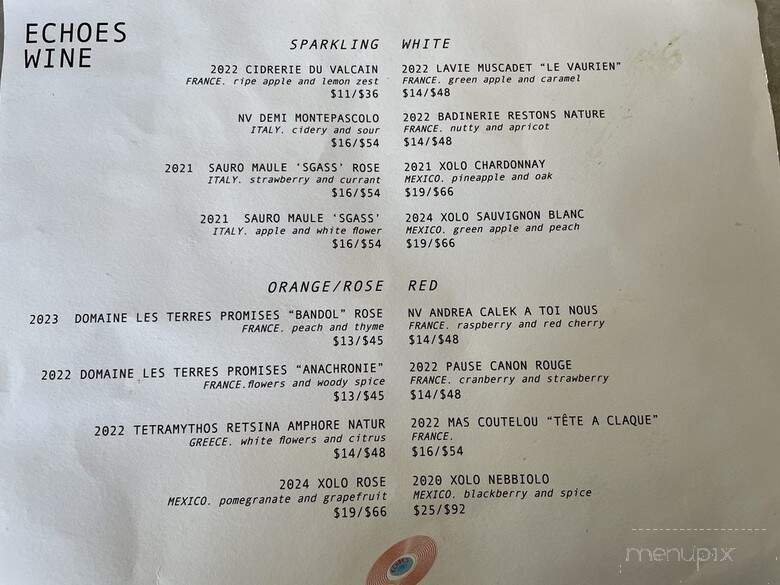 ECHOES
WINE
SPARKLING
2022 CIDRERIE DU VALCAIN
FRANCE. ripe apple and lemon zest
$11/$36
NV DEMI MONTEPASCOLO
ITALY. cidery and sour
$16/$54
2021 SAURO MAULE 'SGASS' ROSE
ITALY. strawberry and currant
$16/$54
2021 SAURO MAULE 'SGASS'
ITALY. apple and white flower
$16/$54
WHITE
2022 LAVIE MUSCADET “LE VAURIEN”
FRANCE. green apple and caramel
$14/$48
2022 BADINERIE RESTONS NATURE
FRANCE. nutty and apricot
$14/$48
2021 XOLO CHARDONNAY
MEXICO. pineapple and oak
$19/$66
2024 XOLO SAUVIGNON BLANC
MEXICO. green apple and peach
$19/$66
ORANGE/ROSE
2023 DOMAINE LES TERRES PROMISES “BANDOL” ROSE
FRANCE. peach and thyme
$13/$45
2022 DOMAINE LES TERRES PROMISES “ANACHRONIE”
FRANCE.flowers and woody spice
$13/$45
2022 TETRAMYTHOS RETSINA AMPHORE NATUR
GREECE. white flowers and citrus
$14/$48
2024 XOLO ROSE
MEXICO. pomegranate and grapefruit
$19/$66
RED
NV ANDREA CALEK A TOI NOUS
FRANCE. raspberry and red cherry
$14/$48
2022 PAUSE CANON ROUGE
FRANCE. cranberry and strawberry
$14/$48
2022 MAS COUTELOU “TÊTE A CLAQUE”
FRANCE.
$16/$54
2020 XOLO NEBBIOLO
MEXICO. blackberry and spice
$25/$92
menupix